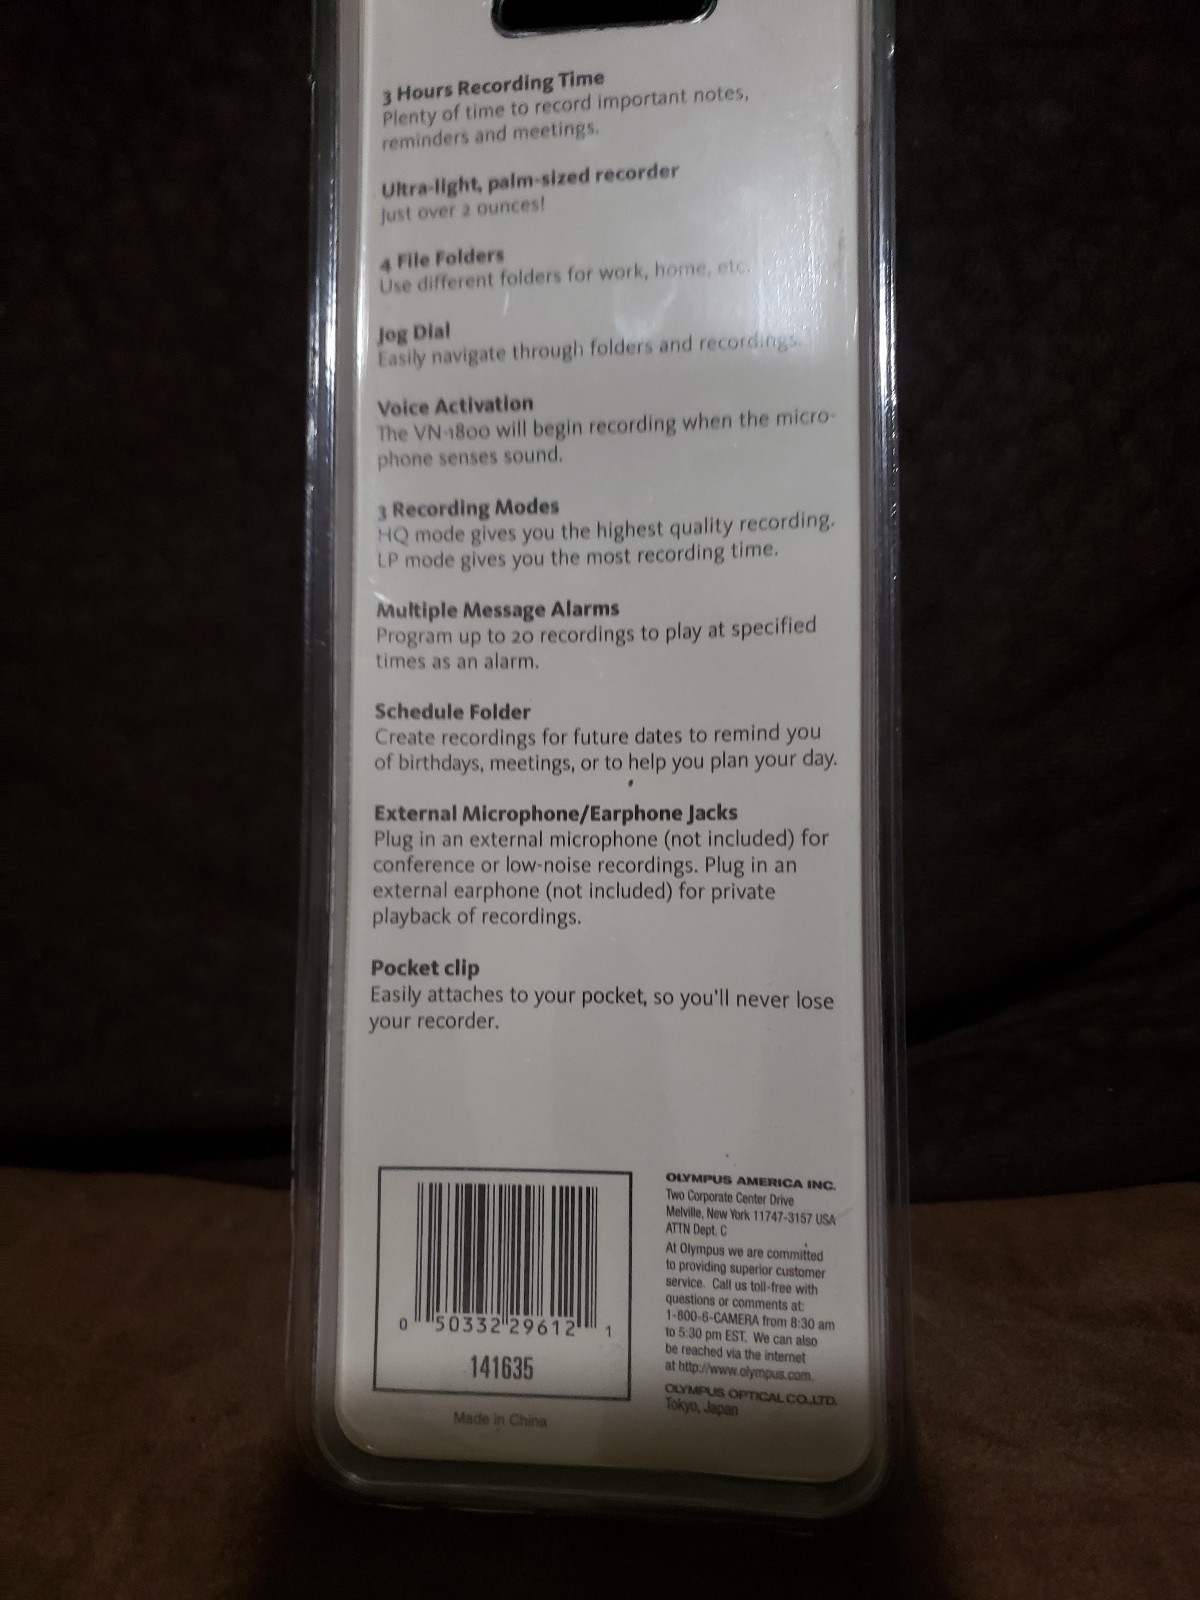 3 Hours Recording Time
Plenty of time to record important notes,
reminders and meetings.
Ultra-light, palm-sized recorder
Just over 2 ounces!
4 File Folders
Use different folders for work, home, etc.
Jog Dial
Easily navigate through folders and recordings.
Voice Activation
The VN-1800 will begin recording when the micro-
phone senses sound.
3 Recording Modes
HQ mode gives you the highest quality recording.
LP mode gives you the most recording time.
Multiple Message Alarms
Program up to 20 recordings to play at specified
times as an alarm.
Schedule Folder
Create recordings for future dates to remind you
of birthdays, meetings, or to help you plan your day.
External Microphone/Earphone Jacks
Plug in an external microphone (not included) for
conference or low-noise recordings. Plug in an
external earphone (not included) for private
playback of recordings.
Pocket clip
Easily attaches to your pocket, so you'll never lose
your recorder.
0 50332 29612 1
141635
Made in China
OLYMPUS AMERICA INC.
Two Corporate Center Drive
Melville, New York 11747-3157 USA
ATTN Dept. C
At Olympus we are committed
to providing superior customer
service. Call us toll-free with
questions or comments at:
1-800-6-CAMERA from 8:30 am
to 5:30 pm EST. We can also
be reached via the internet
at http://www.olympus.com.
OLYMPUS OPTICAL CO.,LTD.
Tokyo, Japan